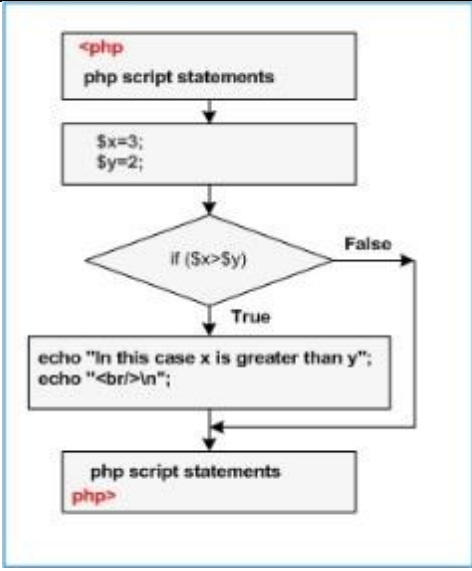 <php
php script statements
$x=3;
$y=2;
if ($x>$y)
False
True
echo "In this case x is greater than y";
echo "<br/>\n";
php script statements
php>